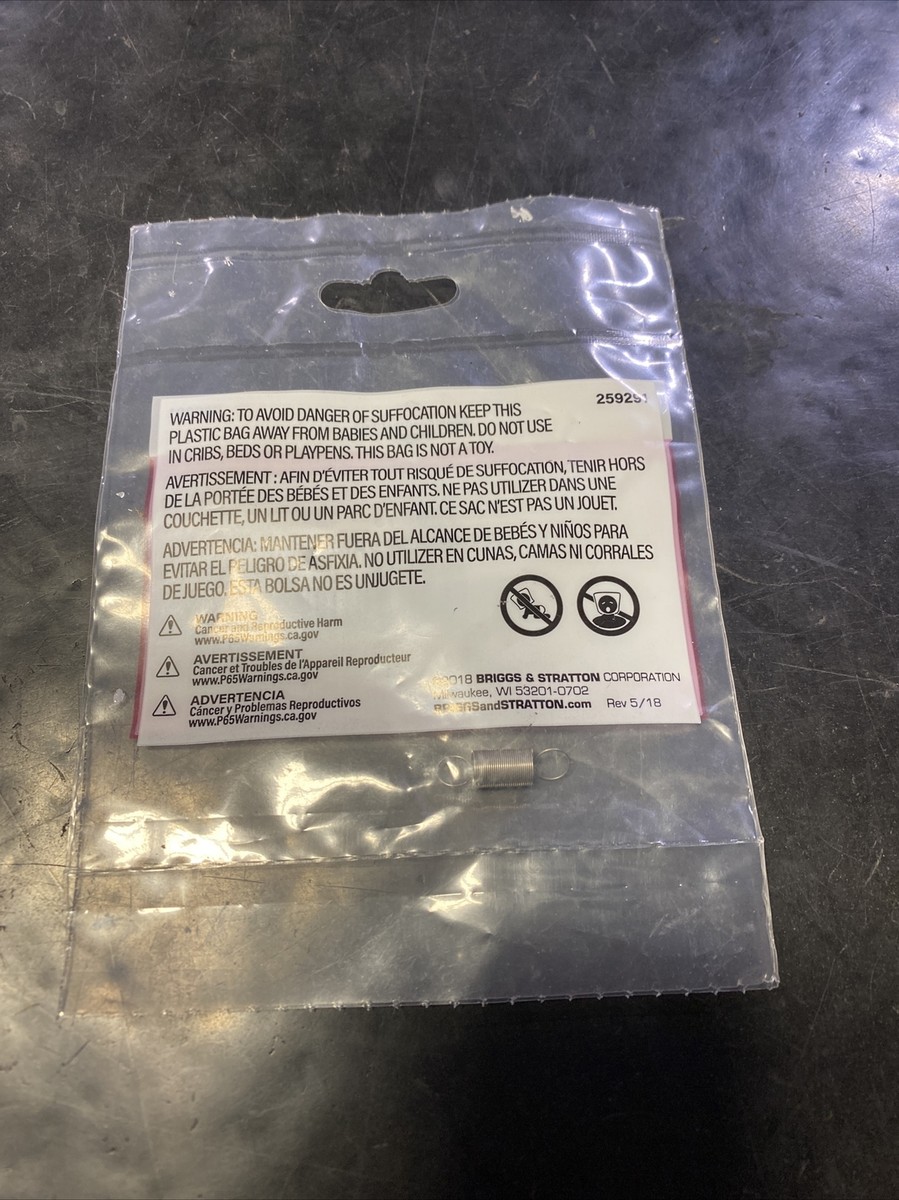 259291
WARNING: TO AVOID DANGER OF SUFFOCATION KEEP THIS
PLASTIC BAG AWAY FROM BABIES AND CHILDREN. DO NOT USE
IN CRIBS, BEDS OR PLAYPENS. THIS BAG IS NOT A TOY.
AVERTISSEMENT : AFIN D'ÉVITER TOUT RISQUÉ DE SUFFOCATION, TENIR HORS
DE LA PORTÉE DES BÉBÉS ET DES ENFANTS. NE PAS UTILIZER DANS UNE
COUCHETTE, UN LIT OU UN PARC D'ENFANT. CE SAC N'EST PAS UN JOUET.
ADVERTENCIA: MANTENER FUERA DEL ALCANCE DE BEBÉS Y NIÑOS PARA
EVITAR EL PELIGRO DE ASFIXIA. NO UTILIZER EN CUNAS, CAMAS NI CORRALES
DE JUEGO. ESTA BOLSA NO ES UNJUGETE.
WARNING
Cancer and Reproductive Harm
www.P65Warnings.ca.gov
AVERTISSEMENT
Cancer et Troubles de l'Appareil Reproducteur
www.P65Warnings.ca.gov
ADVERTENCIA
Cáncer y Problemas Reproductivos
www.P65Warnings.ca.gov
©2018 BRIGGS & STRATTON CORPORATION
Milwaukee, WI 53201-0702
BRIGGSandSTRATTON.com Rev 5/18